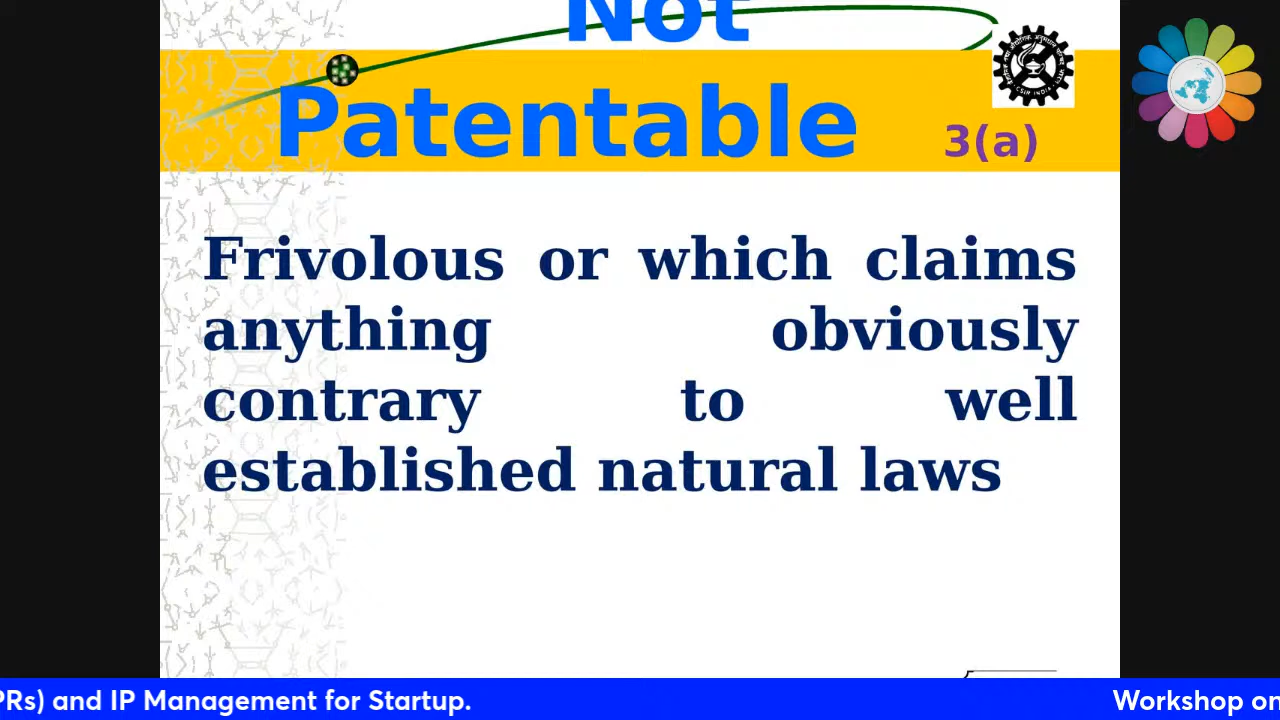 Not
Patentable
3(a)
Frivolous or which claims
anything obviously
contrary to well
established natural laws
PRs) and IP Management for Startup.
Workshop on